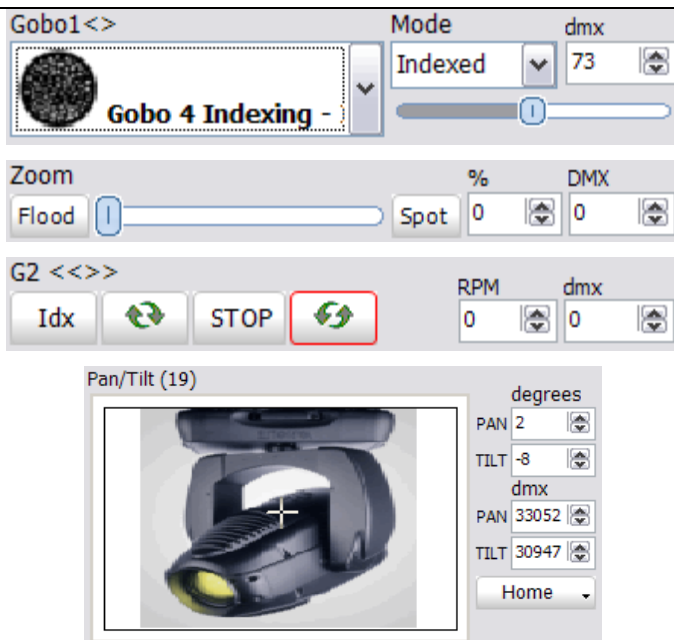 Gobo1<> Mode dmx
Gobo 4 Indexing - Indexed 73
Zoom % DMX
Flood Spot 0 0
G2 <<>> RPM dmx
Idx STOP 0 0
Pan/Tilt (19)
degrees
PAN 2
TILT -8
dmx
PAN 33052
TILT 30947
Home